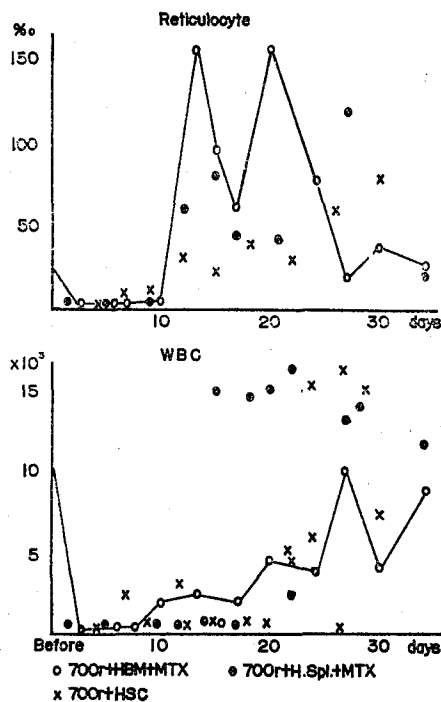 Reticulocyte
‰
150
100
50
10 20 30 days
WBC
×10³
15
10
5
Before 10 20 30 days
o 700r+HBM+MTX ● 700r+H.Spl.+MTX
x 700r+HSC